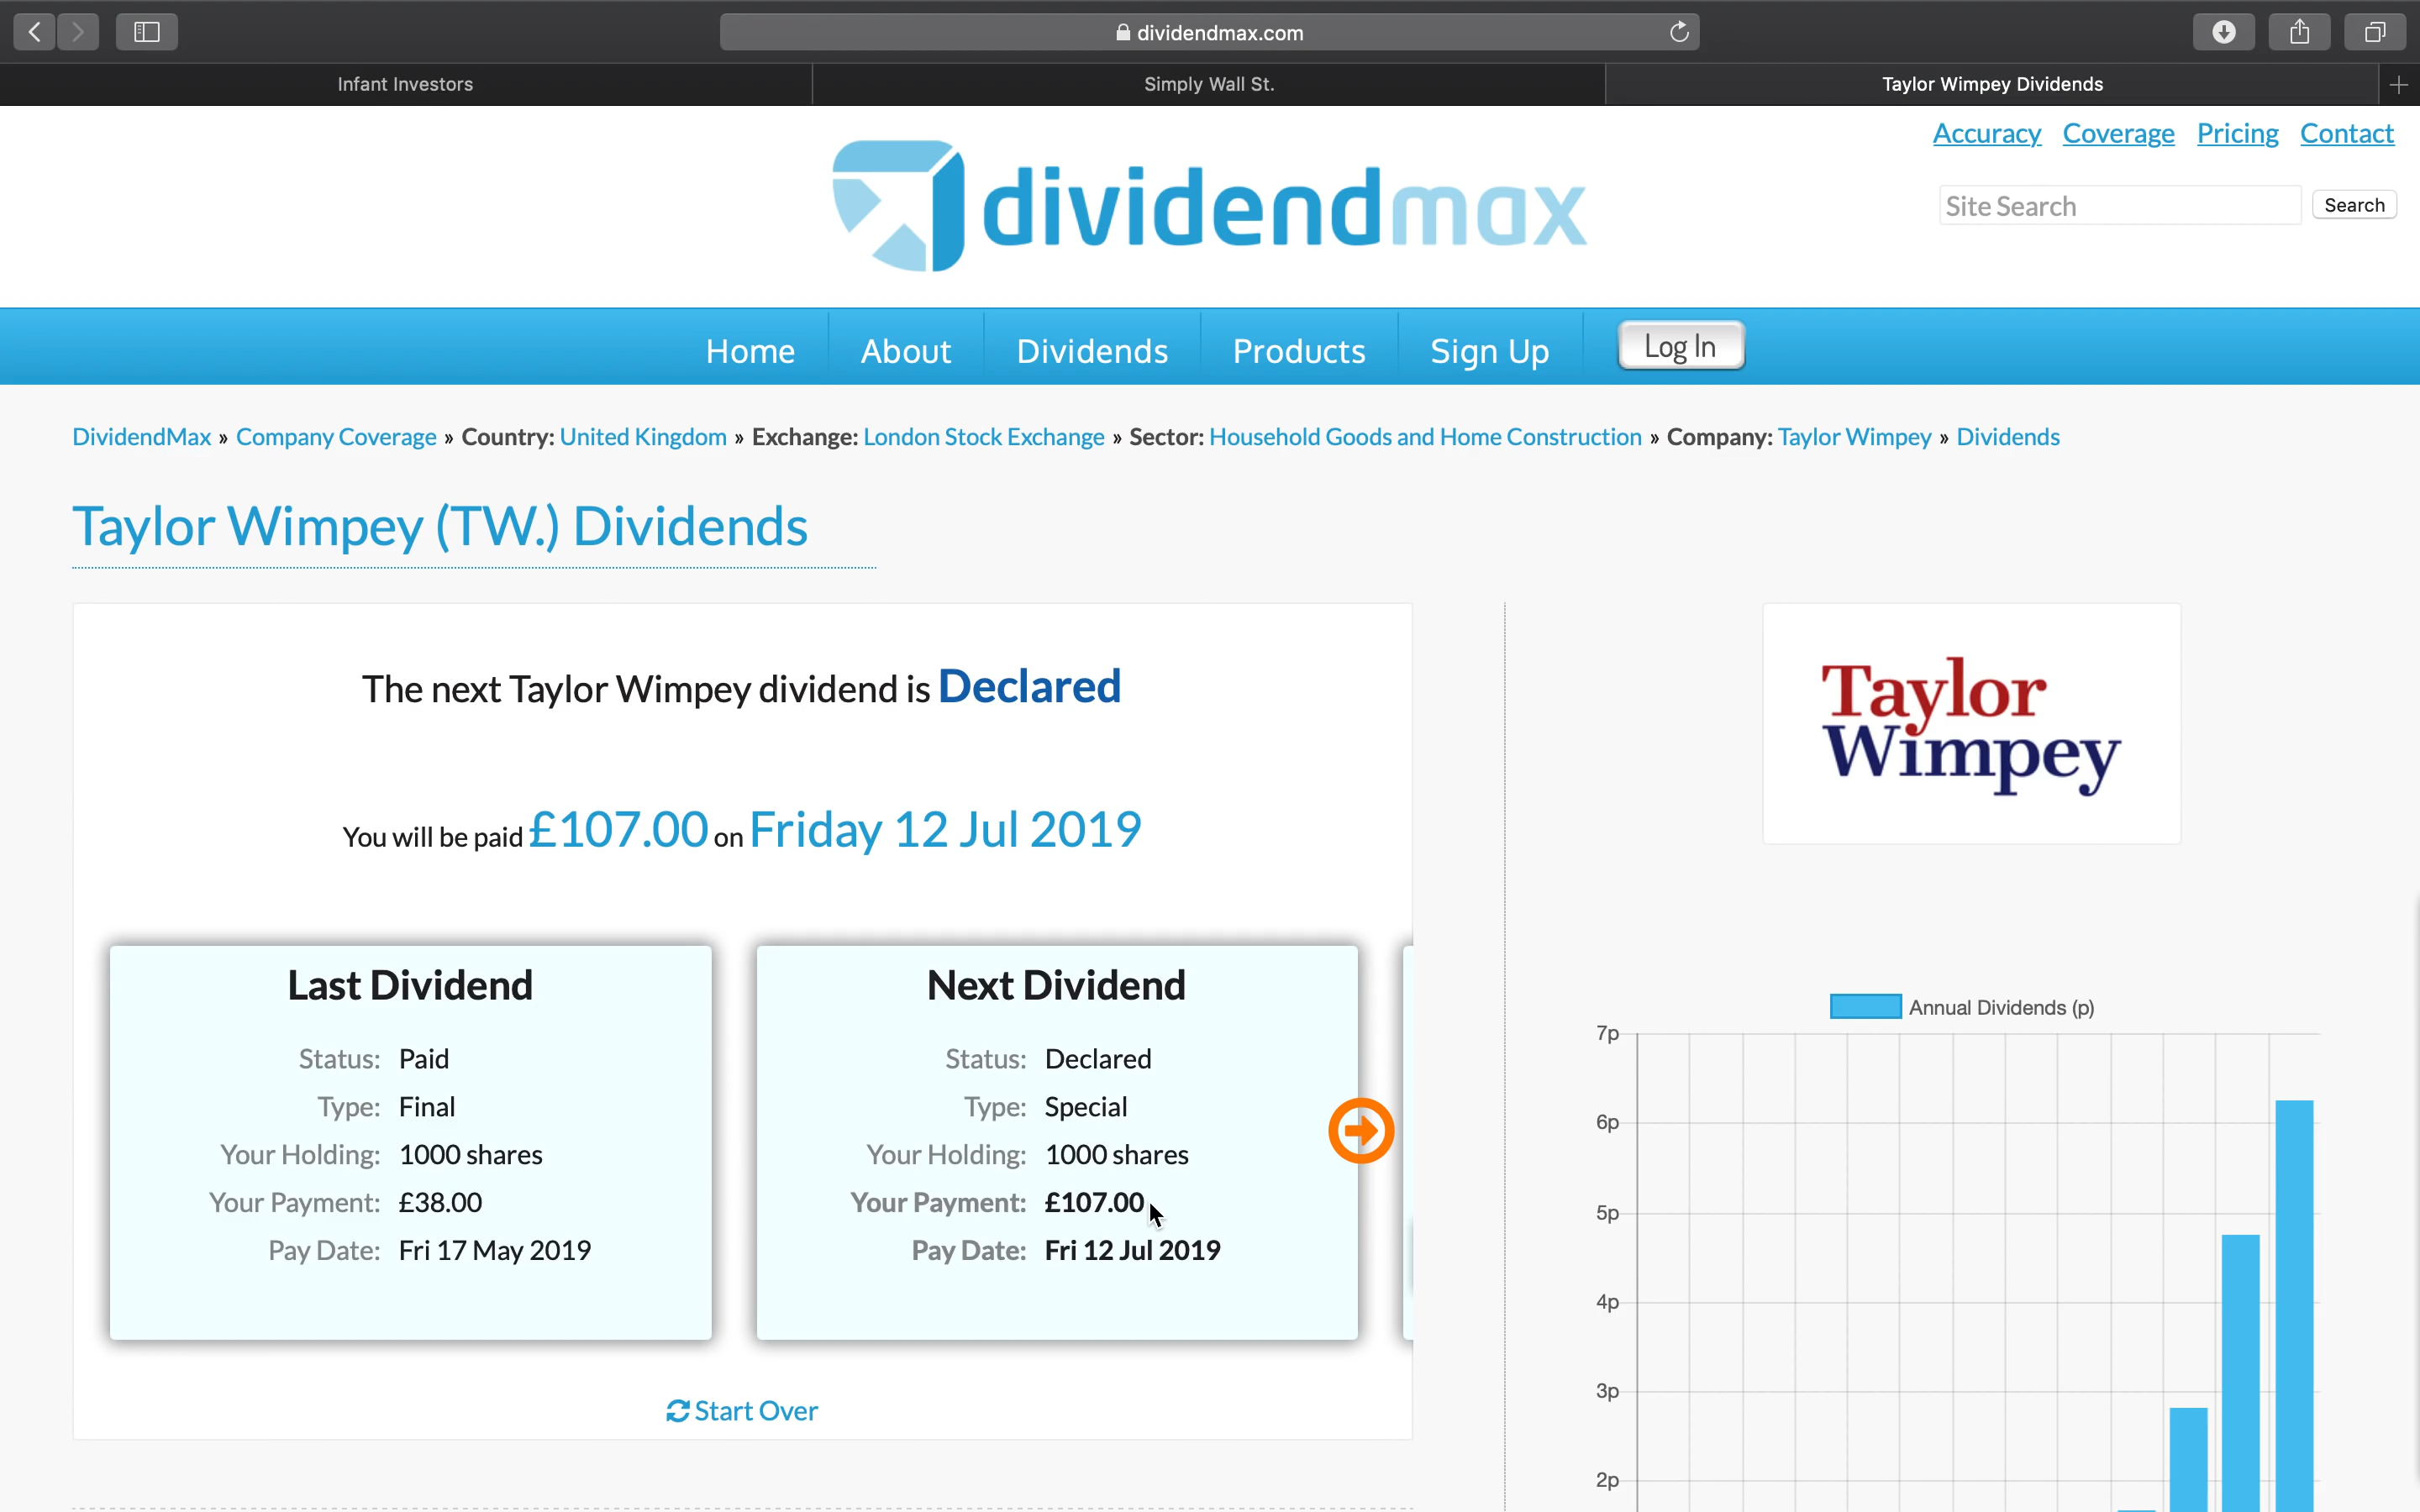 dividendmax.com
Infant Investors
Simply Wall St.
Taylor Wimpey Dividends
Accuracy Coverage Pricing Contact
dividendmax
Site Search Search
Home About Dividends Products Sign Up Log In
DividendMax » Company Coverage » Country: United Kingdom » Exchange: London Stock Exchange » Sector: Household Goods and Home Construction » Company: Taylor Wimpey » Dividends
Taylor Wimpey (TW.) Dividends
The next Taylor Wimpey dividend is Declared
You will be paid £107.00 on Friday 12 Jul 2019
Last Dividend
Status: Paid
Type: Final
Your Holding: 1000 shares
Your Payment: £38.00
Pay Date: Fri 17 May 2019
Next Dividend
Status: Declared
Type: Special
Your Holding: 1000 shares
Your Payment: £107.00
Pay Date: Fri 12 Jul 2019
Start Over
Taylor
Wimpey
Annual Dividends (p)
7p
6p
5p
4p
3p
2p